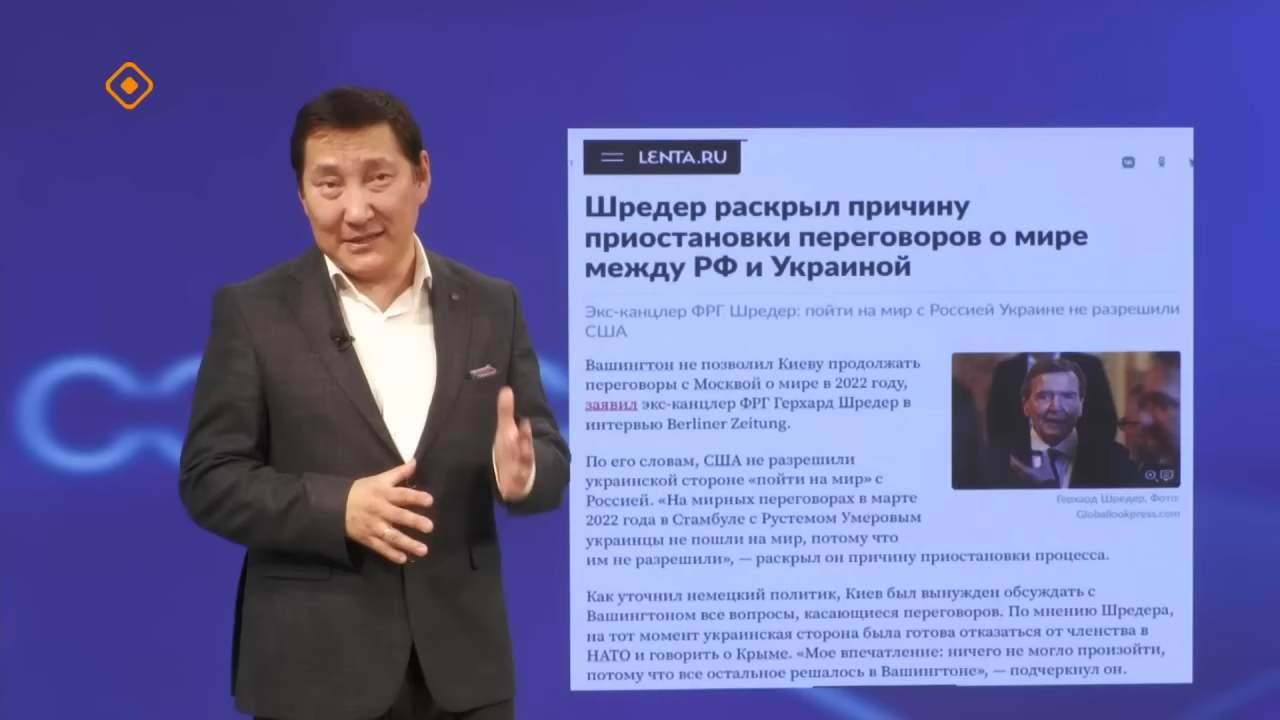 LENTA.RU
Шредер раскрыл причину
приостановки переговоров о мире
между РФ и Украиной
Экс-канцлер ФРГ Шредер: пойти на мир с Россией Украине не разрешили
США
Вашингтон не позволил Киеву продолжать
переговоры с Москвой о мире в 2022 году,
заявил экс-канцлер ФРГ Герхард Шредер в
интервью Berliner Zeitung.
По его словам, США не разрешили
украинской стороне «пойти на мир» с
Россией. «На мирных переговорах в марте
2022 года в Стамбуле с Рустемом Умеровым
украинцы не пошли на мир, потому что
им не разрешили», — раскрыл он причину приостановки процесса.
Герхард Шредер. Фото:
Globallookpress.com
Как уточнил немецкий политик, Киев был вынужден обсуждать с
Вашингтоном все вопросы, касающиеся переговоров. По мнению Шредера,
на тот момент украинская сторона была готова отказаться от членства в
НАТО и говорить о Крыме. «Мое впечатление: ничего не могло произойти,
потому что все остальное решалось в Вашингтоне», — подчеркнул он.